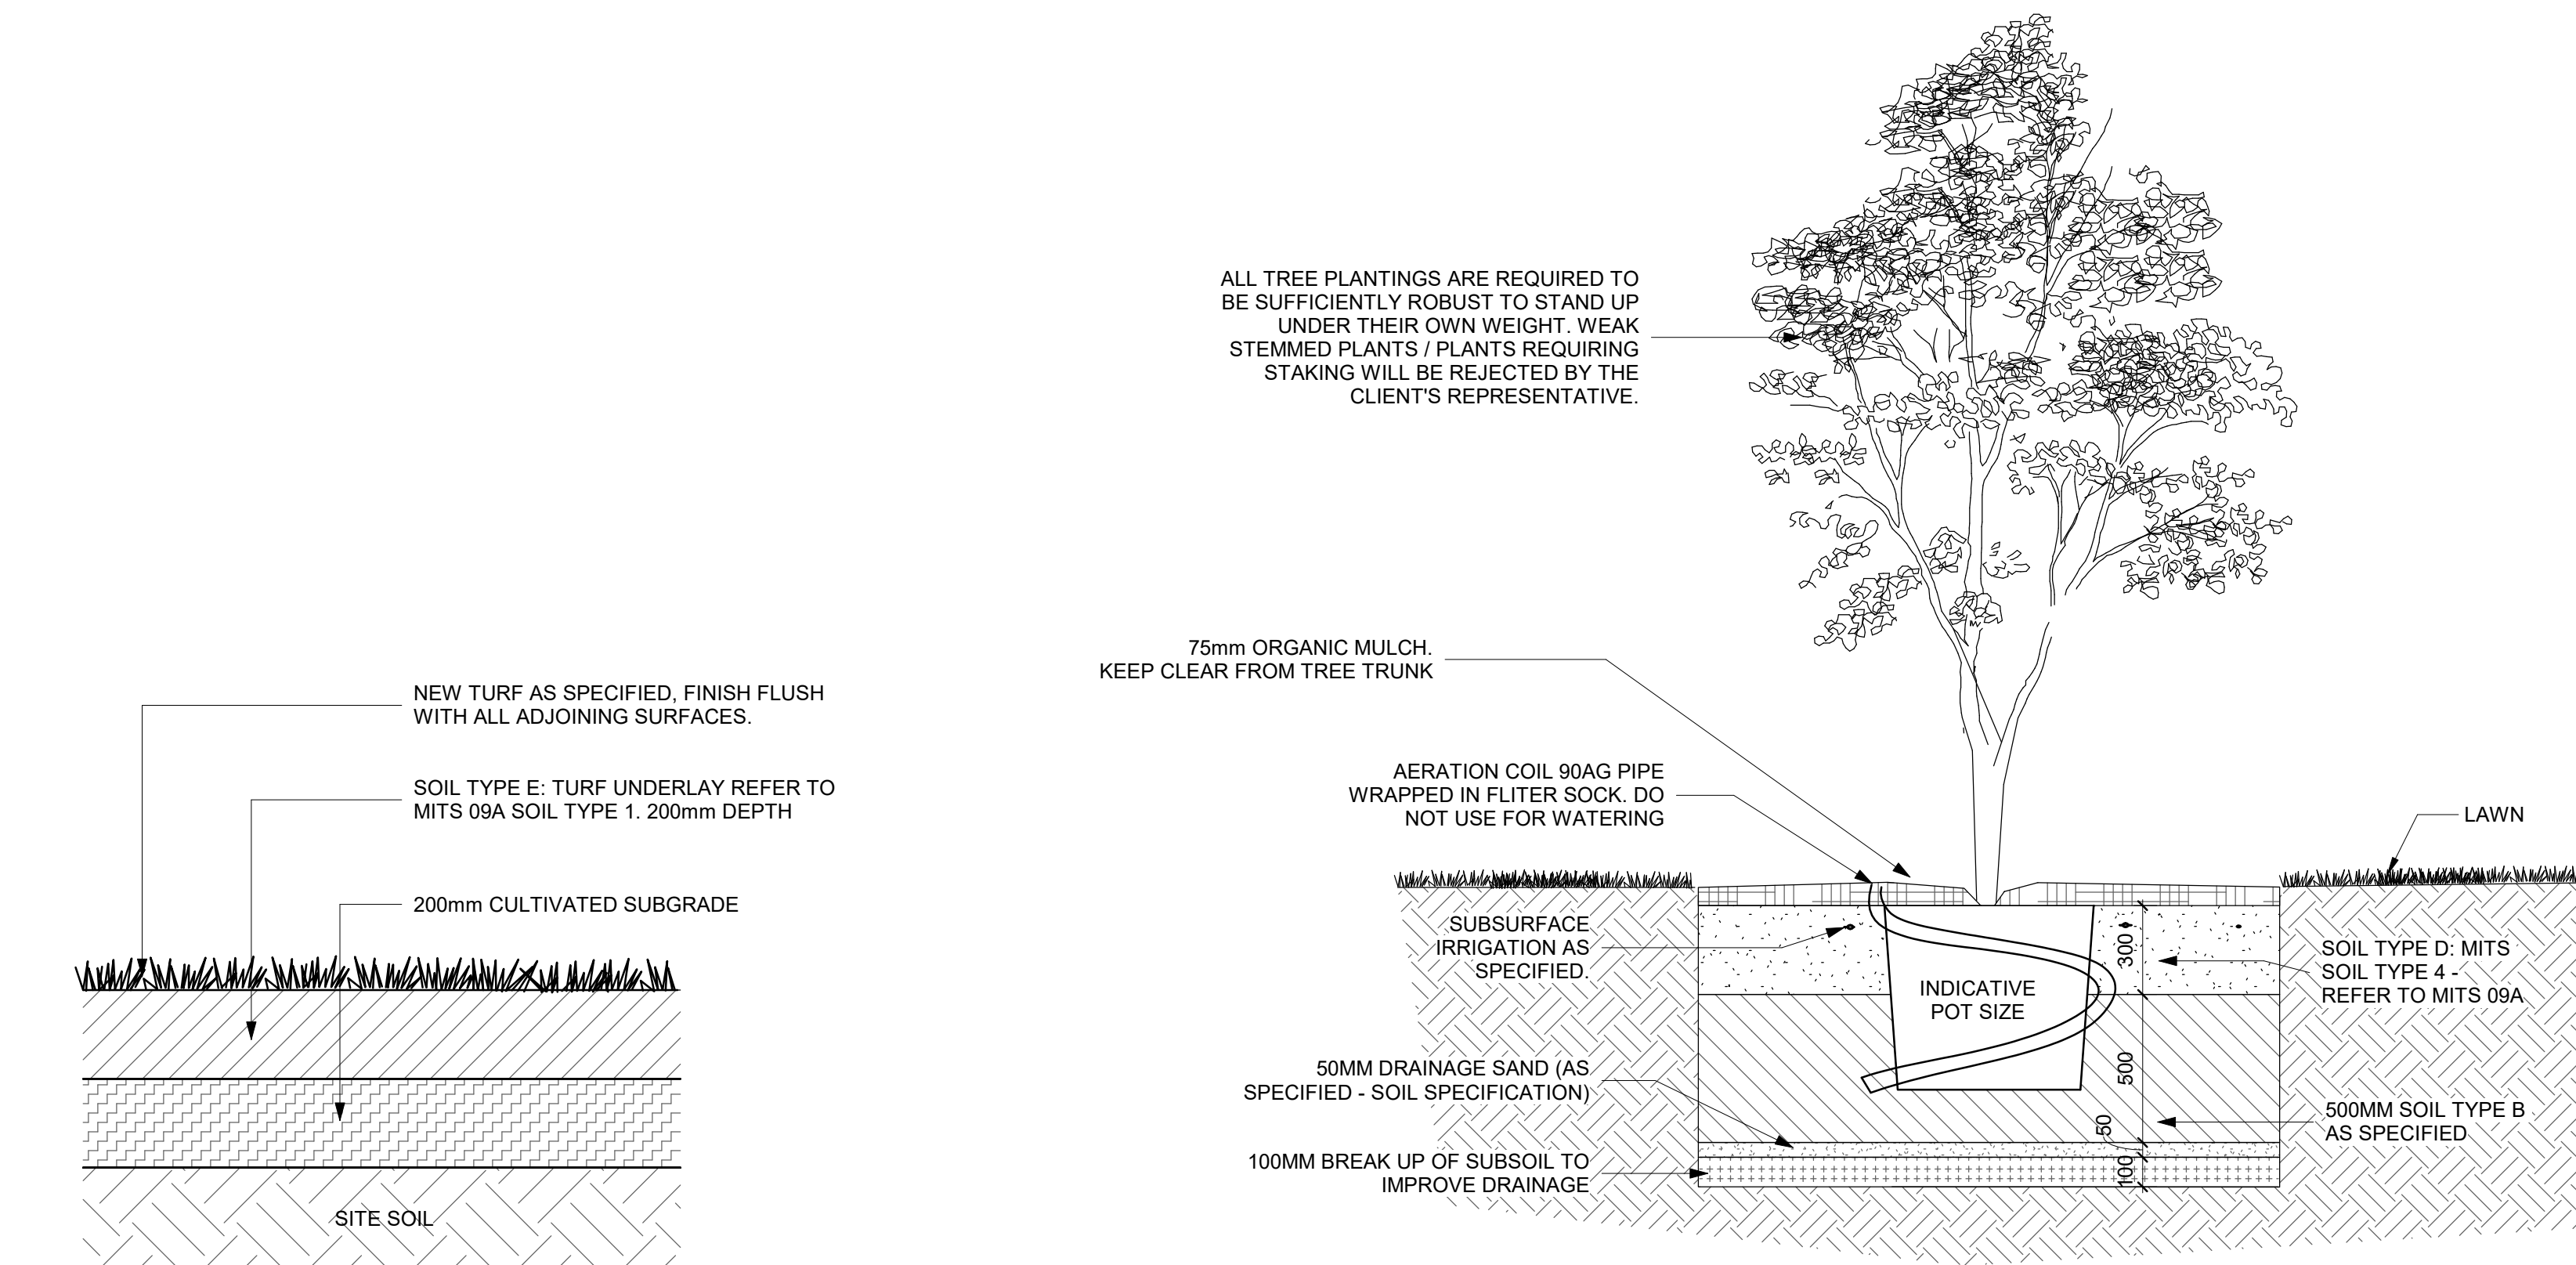 NEW TURF AS SPECIFIED, FINISH FLUSH
WITH ALL ADJOINING SURFACES.
SOIL TYPE E: TURF UNDERLAY REFER TO
MITS 09A SOIL TYPE 1. 200mm DEPTH
200mm CULTIVATED SUBGRADE
SITE SOIL
ALL TREE PLANTINGS ARE REQUIRED TO
BE SUFFICIENTLY ROBUST TO STAND UP
UNDER THEIR OWN WEIGHT. WEAK
STEMMED PLANTS / PLANTS REQUIRING
STAKING WILL BE REJECTED BY THE
CLIENT'S REPRESENTATIVE.
75mm ORGANIC MULCH.
KEEP CLEAR FROM TREE TRUNK
AERATION COIL 90AG PIPE
WRAPPED IN FLITER SOCK. DO
NOT USE FOR WATERING
LAWN
SUBSURFACE
IRRIGATION AS
SPECIFIED.
INDICATIVE
POT SIZE
300
500
50
100
SOIL TYPE D: MITS
SOIL TYPE 4 -
REFER TO MITS 09A
50MM DRAINAGE SAND (AS
SPECIFIED - SOIL SPECIFICATION)
500MM SOIL TYPE B
AS SPECIFIED
100MM BREAK UP OF SUBSOIL TO
IMPROVE DRAINAGE